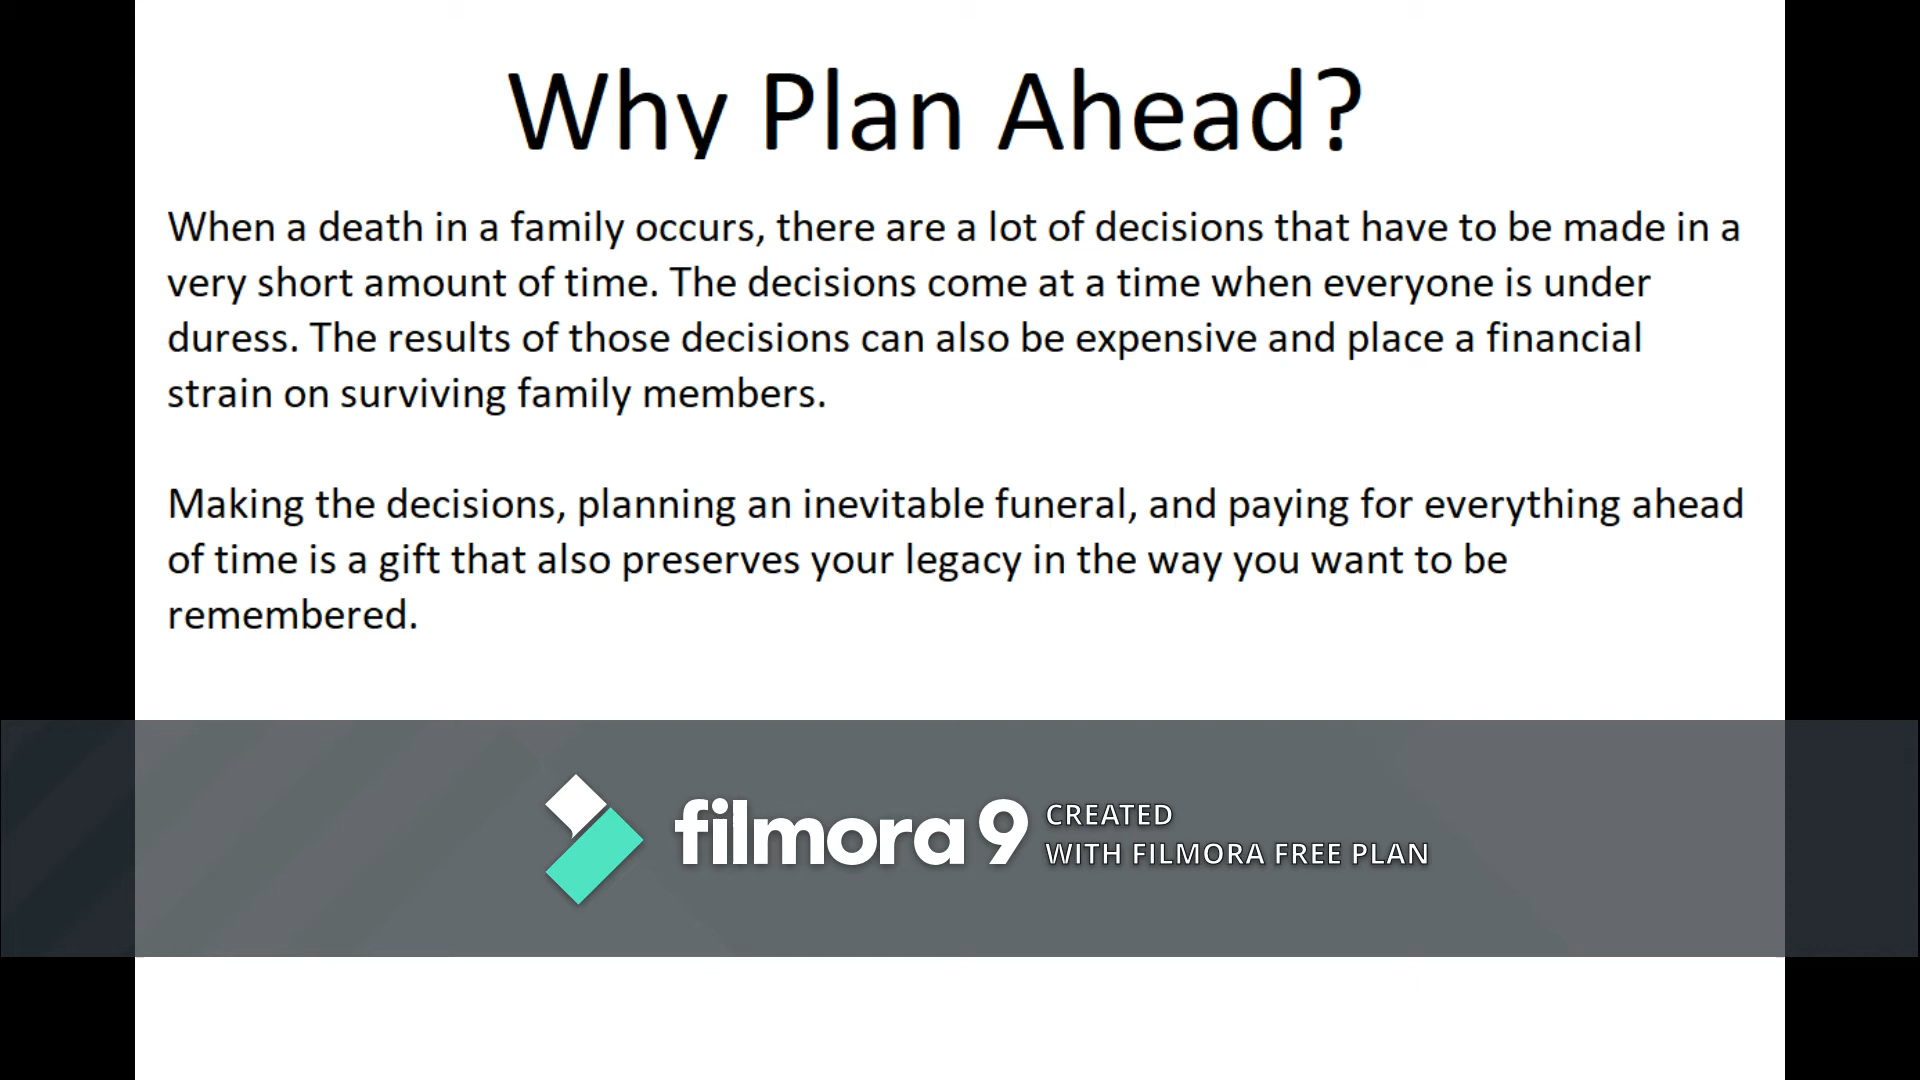 Why Plan Ahead?
When a death in a family occurs, there are a lot of decisions that have to be made in a
very short amount of time. The decisions come at a time when everyone is under
duress. The results of those decisions can also be expensive and place a financial
strain on surviving family members.
Making the decisions, planning an inevitable funeral, and paying for everything ahead
of time is a gift that also preserves your legacy in the way you want to be
remembered.
filmora 9
CREATED
WITH FILMORA FREE PLAN